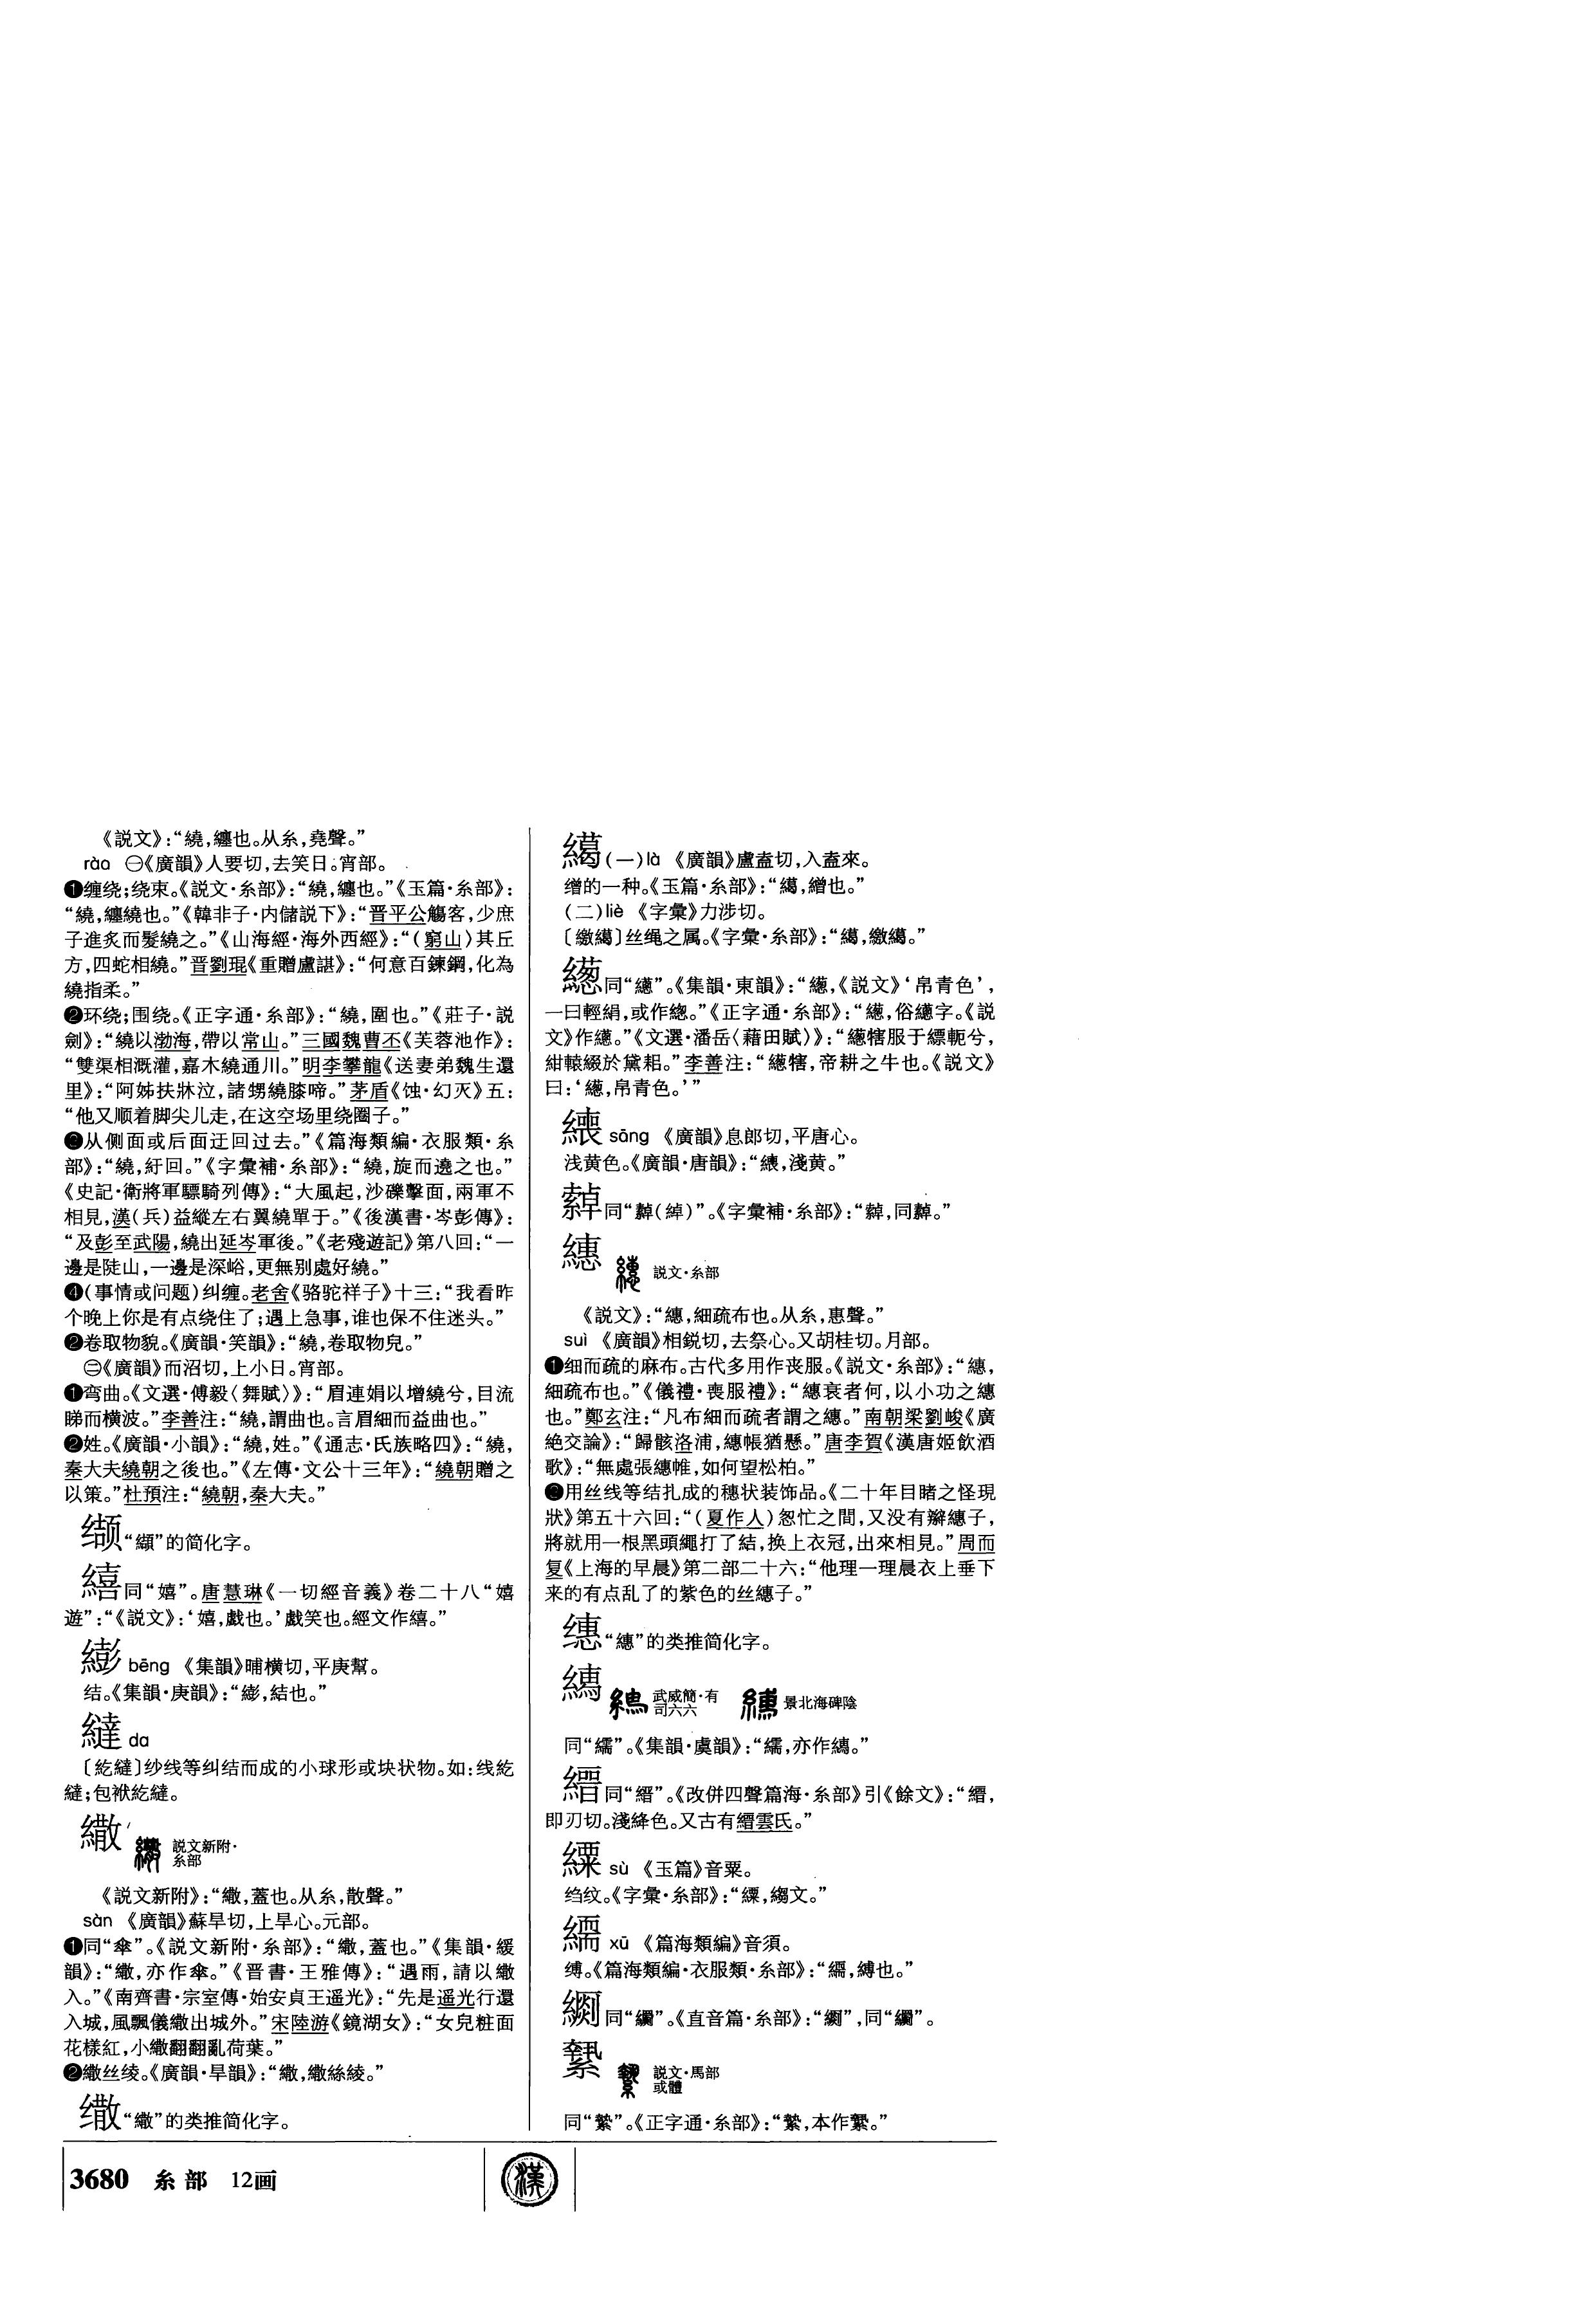 《説文》：“繞，纏也。从糸，堯聲。”
rào ㊀《廣韻》人要切，去笑日。宵部。
❶缠绕；绕束。《説文·糸部》：“繞，纏也。”《玉篇·糸部》：
“繞，纏繞也。”《韓非子·内儲説下》：“晋平公觴客，少庶
子進炙而髮繞之。”《山海經·海外西經》：“（窮山）其丘
方，四蛇相繞。”晋劉琨《重贈盧諶》：“何意百鍊鋼，化為
繞指柔。”
❷环绕；围绕。《正字通·糸部》：“繞，圍也。”《莊子·説
劍》：“繞以渤海，帶以常山。”三國魏曹丕《芙蓉池作》：
“雙渠相溉灌，嘉木繞通川。”明李攀龍《送妻弟魏生還
里》：“阿姊扶牀泣，諸甥繞膝啼。”茅盾《蚀·幻灭》五：
“他又顺着脚尖儿走，在这空场里绕圈子。”
❸从侧面或后面迂回过去。”《篇海類編·衣服類·糸
部》：“繞，紆回。”《字彙補·糸部》：“繞，旋而遶之也。”
《史記·衛將軍驃騎列傳》：“大風起，沙礫擊面，兩軍不
相見，漢（兵）益縱左右翼繞單于。”《後漢書·岑彭傳》：
“及彭至武陽，繞出延岑軍後。”《老殘遊記》第八回：“一
邊是陡山，一邊是深峪，更無别處好繞。”
❹（事情或问题）纠缠。老舍《骆驼祥子》十三：“我看昨
个晚上你是有点绕住了；遇上急事，谁也保不住迷头。”
❷卷取物貌。《廣韻·笑韻》：“繞，卷取物皃。”
㊁《廣韻》而沼切，上小日。宵部。
❶弯曲。《文選·傅毅〈舞賦〉》：“眉連娟以增繞兮，目流
睇而横波。”李善注：“繞，謂曲也。言眉細而益曲也。”
❷姓。《廣韻·小韻》：“繞，姓。”《通志·氏族略四》：“繞，
秦大夫繞朝之後也。”《左傳·文公十三年》：“繞朝贈之
以策。”杜預注：“繞朝，秦大夫。”
缬“纈”的简化字。
繥同“嬉”。唐慧琳《一切經音義》卷二十八“嬉
遊”：“《説文》：‘嬉，戲也。’戲笑也。經文作繥。”
䙀 bēng 《集韻》晡横切，平庚幫。
结。《集韻·庚韻》：“，結也。”
繨 da
〔紇繨〕纱线等纠结而成的小球形或块状物。如：线紇
繨；包袱紇繨。
繖 説文新附·
糸部
《説文新附》：“繖，蓋也。从糸，散聲。”
sàn 《廣韻》蘇旱切，上旱心。元部。
❶同“傘”。《説文新附·糸部》：“繖，蓋也。”《集韻·緩
韻》：“繖，亦作傘。”《晋書·王雅傳》：“遇雨，請以繖
入。”《南齊書·宗室傳·始安貞王遥光》：“先是遥光行還
入城，風飄儀繖出城外。”宋陸游《鏡湖女》：“女兒粧面
花樣紅，小繖翻翻亂荷葉。”
❷繖丝绫。《廣韻·旱韻》：“繖，繖絲綾。”
“繖”的类推简化字。
(一) là 《廣韻》盧盍切，入盍來。
缯的一种。《玉篇·糸部》：“，繒也。”
(二) liè 《字彙》力涉切。
〔繳〕丝绳之属。《字彙·糸部》：“，繳。”
繱同“繱”。《集韻·東韻》：“繱，《説文》‘帛青色’，
一曰輕絹，或作緫。”《正字通·糸部》：“，俗繱字。《説
文》作繱。”《文選·潘岳〈藉田賦〉》：“繱犗服于縹軛兮，
紺轅綴於黛耜。”李善注：“繱犗，帝耕之牛也。《説文》
曰：‘繱，帛青色。’”
sāng 《廣韻》息郎切，平唐心。
浅黄色。《廣韻·唐韻》：“，淺黄。”
同“繛（綽）”。《字彙補·糸部》：“，同繛。”
繐 説文·糸部
《説文》：“繐，細疏布也。从糸，惠聲。”
suì 《廣韻》相鋭切，去祭心。又胡桂切。月部。
❶细而疏的麻布。古代多用作丧服。《説文·糸部》：“繐，
細疏布也。”《儀禮·喪服禮》：“繐衰者何，以小功之繐
也。”鄭玄注：“凡布細而疏者謂之繐。”南朝梁劉峻《廣
絶交論》：“歸骸洛浦，繐帳猶懸。”唐李賀《漢唐姬飲酒
歌》：“無處張繐帷，如何望松柏。”
❷用丝线等结扎成的穗状装饰品。《二十年目睹之怪現
狀》第五十六回：“（夏作人）怱忙之間，又没有辮繐子，
將就用一根黑頭繩打了結，换上衣冠，出來相見。”周而
复《上海的早晨》第二部二十六：“他理一理晨衣上垂下
来的有点乱了的紫色的丝繐子。”
“繐”的类推简化字。
武威簡·有
司六六 景北海碑陰
同“繻”。《集韻·虞韻》：“繻，亦作。”
同“縉”。《改併四聲篇海·糸部》引《餘文》：“，
即刃切。淺絳色。又古有縉雲氏。”
sù 《玉篇》音粟。
绉纹。《字彙·糸部》：“，縐文。”
xū 《篇海類編》音須。
缚。《篇海類編·衣服類·糸部》：“，縛也。”
同“”。《直音篇·糸部》：“”，同“”。
縶 説文·馬部
或體
同“縶”。《正字通·糸部》：“縶，本作。”
3680 糸部 12画
漢